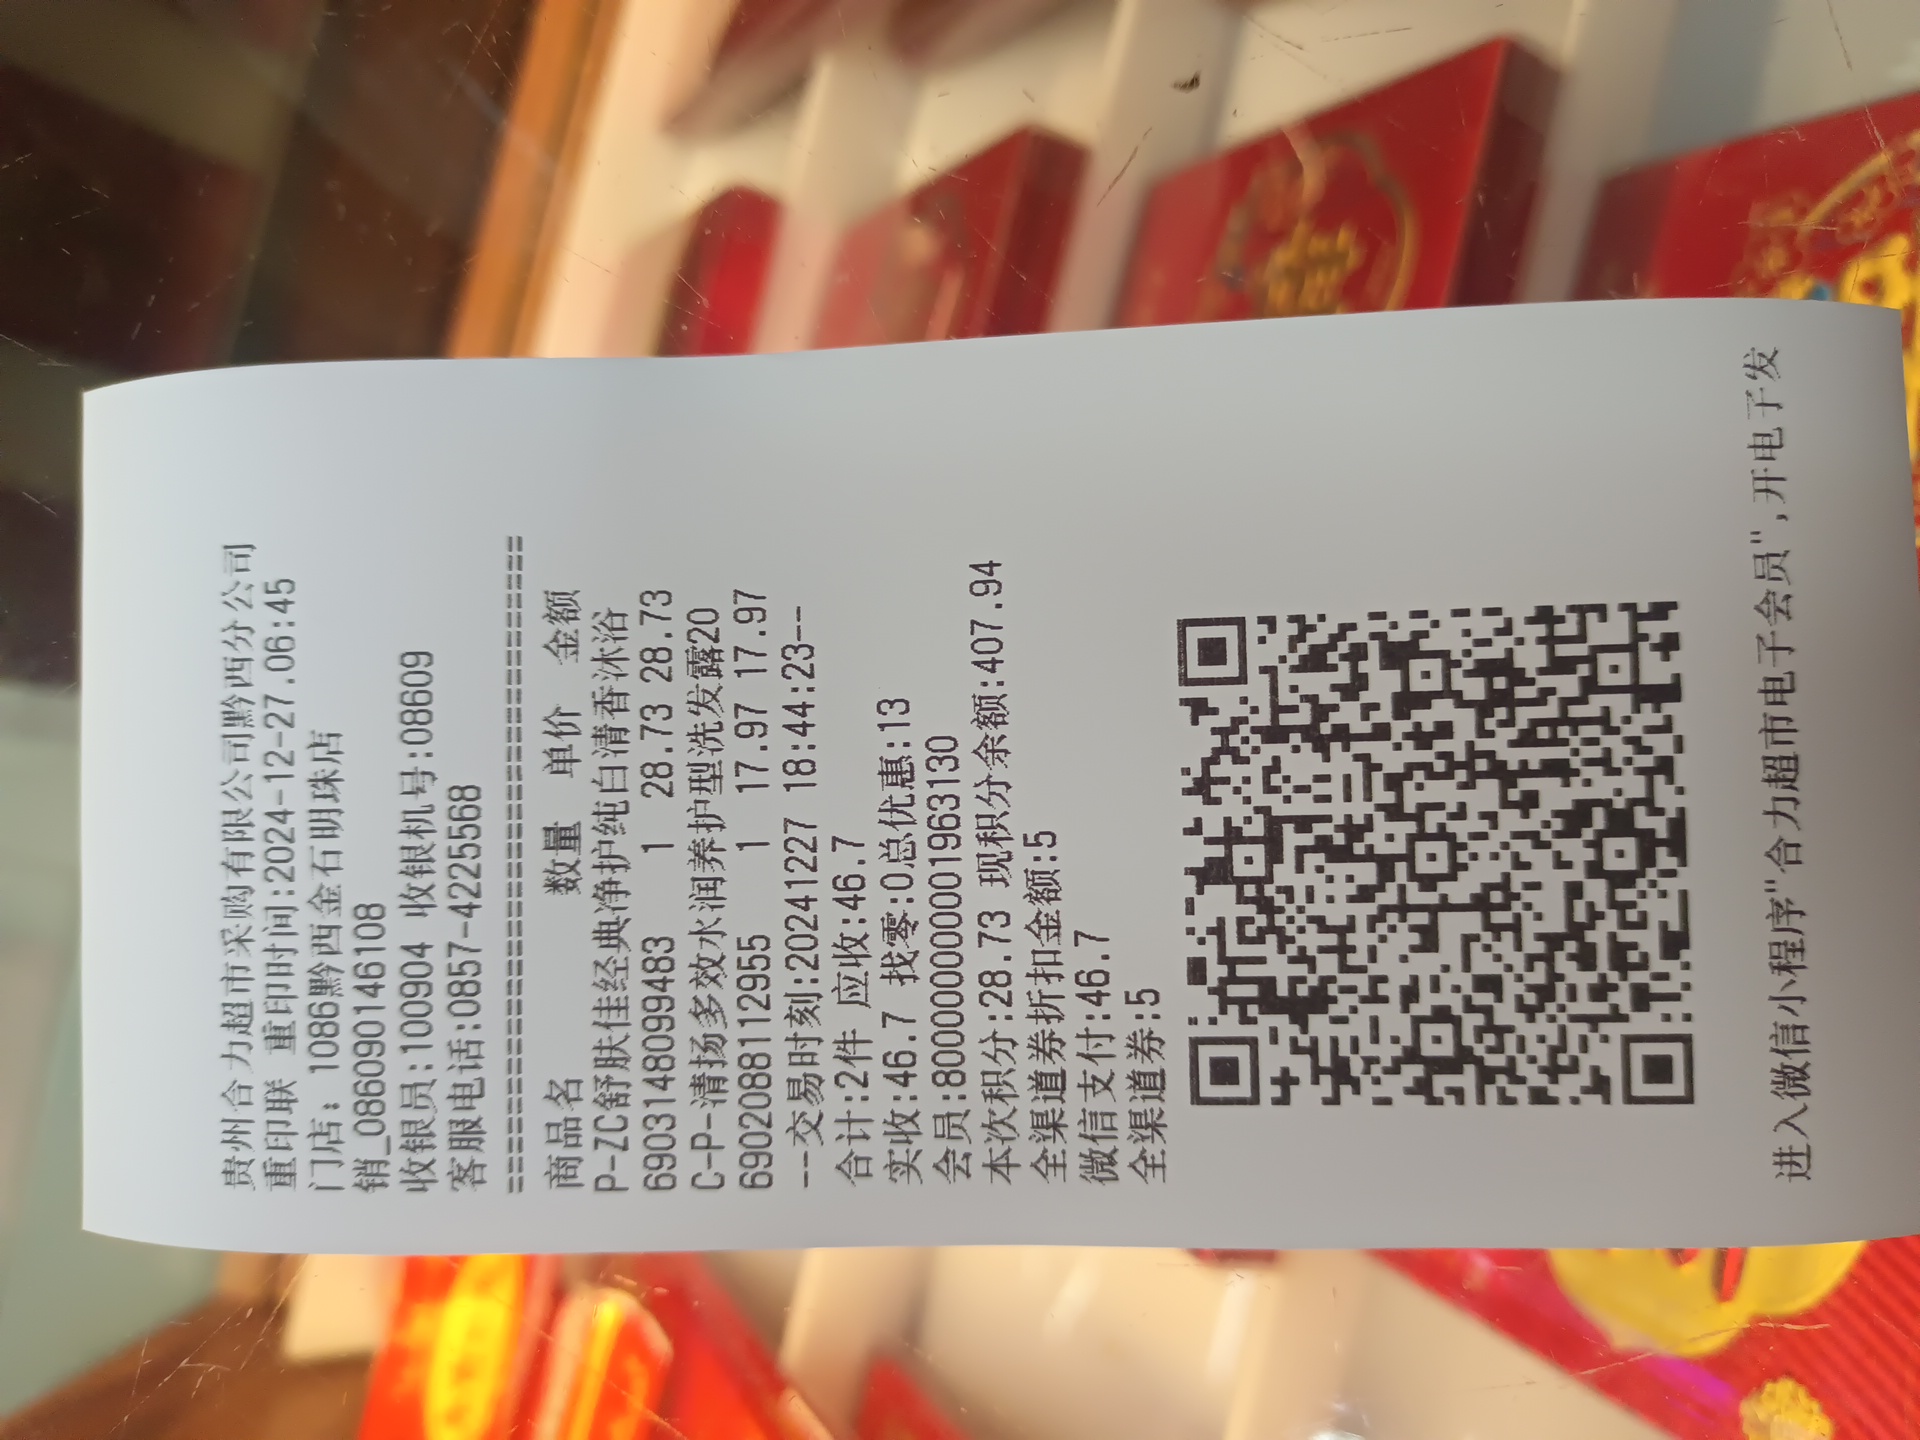 贵州合力超市采购有限公司黔西分公司
重印联 重印时间:2024-12-27.06:45
门店: 1086黔西金石明珠店
销_086090146108
收银员:100904 收银机号:08609
客服电话:0857-4225568
==========================================
商品名 数量 单价 金额
P-ZC舒肤佳经典净护纯白清香沐浴
6903148099483 1 28.73 28.73
C-P-清扬多效水润养护型洗发露20
6902088112955 1 17.97 17.97
--交易时刻:20241227 18:44:23--
合计:2件 应收:46.7
实收:46.7 找零:0总优惠:13
会员:8000000001963130
本次积分:28.73 现积分余额:407.94
全渠道券折扣金额:5
微信支付:46.7
全渠道券:5
进入微信小程序"合力超市电子会员",开电子发